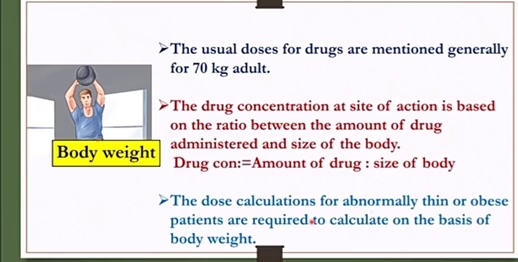 ➢The usual doses for drugs are mentioned generally
for 70 kg adult.
➢The drug concentration at site of action is based
on the ratio between the amount of drug
administered and size of the body.
Drug con:=Amount of drug : size of body
Body weight
➢The dose calculations for abnormally thin or obese
patients are required to calculate on the basis of
body weight.